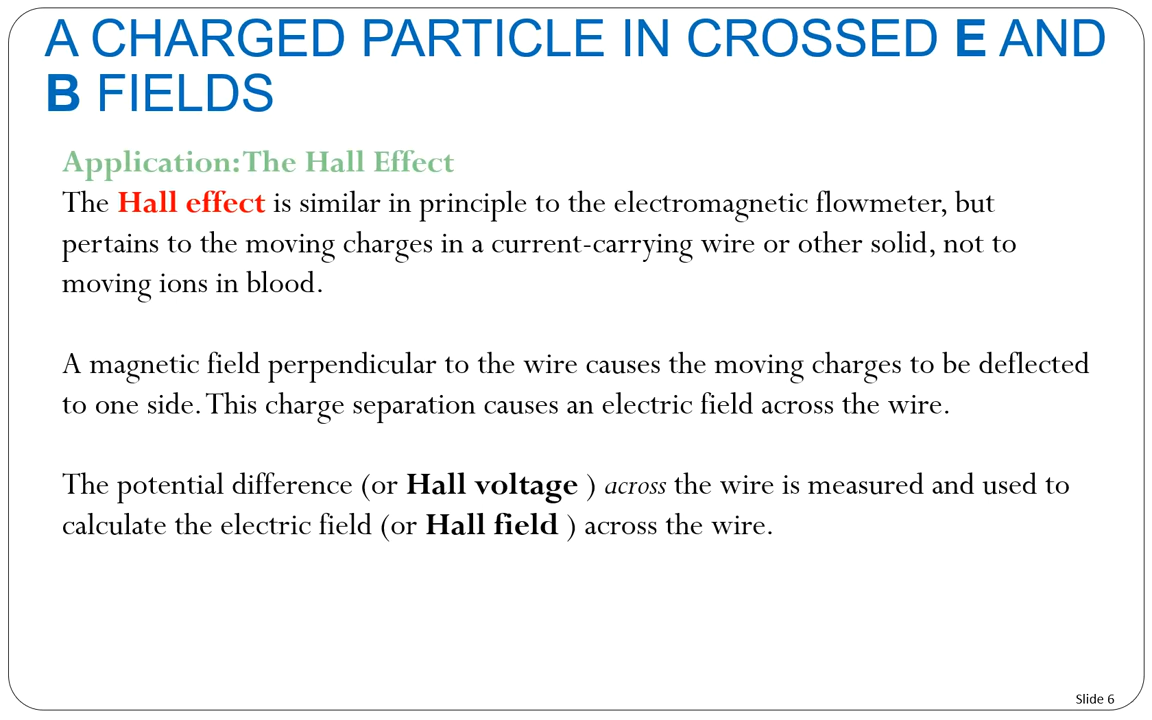 A CHARGED PARTICLE IN CROSSED E AND
B FIELDS
Application: The Hall Effect
The Hall effect is similar in principle to the electromagnetic flowmeter, but
pertains to the moving charges in a current-carrying wire or other solid, not to
moving ions in blood.
A magnetic field perpendicular to the wire causes the moving charges to be deflected
to one side. This charge separation causes an electric field across the wire.
The potential difference (or Hall voltage ) across the wire is measured and used to
calculate the electric field (or Hall field ) across the wire.
Slide 6